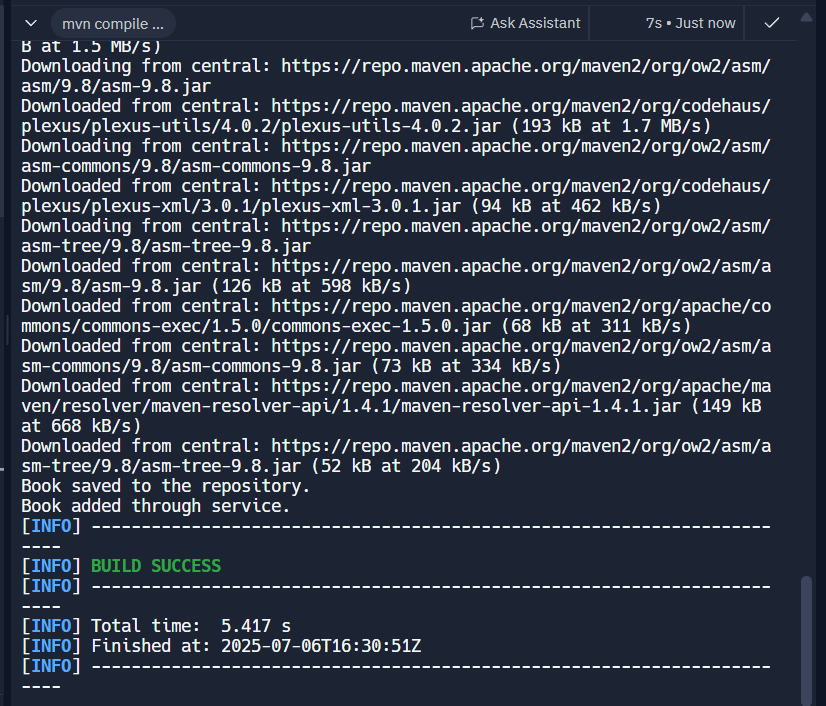 mvn compile ...
Ask Assistant
7s • Just now
B at 1.5 MB/s)
Downloading from central: https://repo.maven.apache.org/maven2/org/ow2/asm/
asm/9.8/asm-9.8.jar
Downloaded from central: https://repo.maven.apache.org/maven2/org/codehaus/
plexus/plexus-utils/4.0.2/plexus-utils-4.0.2.jar (193 kB at 1.7 MB/s)
Downloading from central: https://repo.maven.apache.org/maven2/org/ow2/asm/
asm-commons/9.8/asm-commons-9.8.jar
Downloaded from central: https://repo.maven.apache.org/maven2/org/codehaus/
plexus/plexus-xml/3.0.1/plexus-xml-3.0.1.jar (94 kB at 462 kB/s)
Downloading from central: https://repo.maven.apache.org/maven2/org/ow2/asm/
asm-tree/9.8/asm-tree-9.8.jar
Downloaded from central: https://repo.maven.apache.org/maven2/org/ow2/asm/a
sm/9.8/asm-9.8.jar (126 kB at 598 kB/s)
Downloaded from central: https://repo.maven.apache.org/maven2/org/apache/co
mmons/commons-exec/1.5.0/commons-exec-1.5.0.jar (68 kB at 311 kB/s)
Downloaded from central: https://repo.maven.apache.org/maven2/org/ow2/asm/a
sm-commons/9.8/asm-commons-9.8.jar (73 kB at 334 kB/s)
Downloaded from central: https://repo.maven.apache.org/maven2/org/apache/ma
ven/resolver/maven-resolver-api/1.4.1/maven-resolver-api-1.4.1.jar (149 kB
at 668 kB/s)
Downloaded from central: https://repo.maven.apache.org/maven2/org/ow2/asm/a
sm-tree/9.8/asm-tree-9.8.jar (52 kB at 204 kB/s)
Book saved to the repository.
Book added through service.
[INFO] --------------------------------------------------------------------
----
[INFO] BUILD SUCCESS
[INFO] --------------------------------------------------------------------
----
[INFO] Total time:  5.417 s
[INFO] Finished at: 2025-07-06T16:30:51Z
[INFO] --------------------------------------------------------------------
----